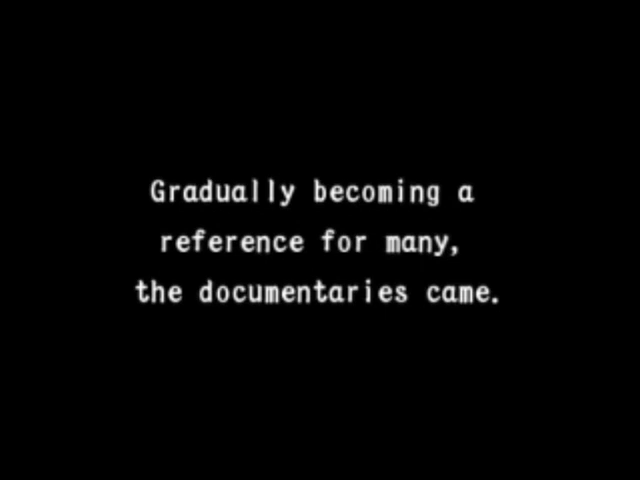 Gradually becoming a
reference for many,
the documentaries came.